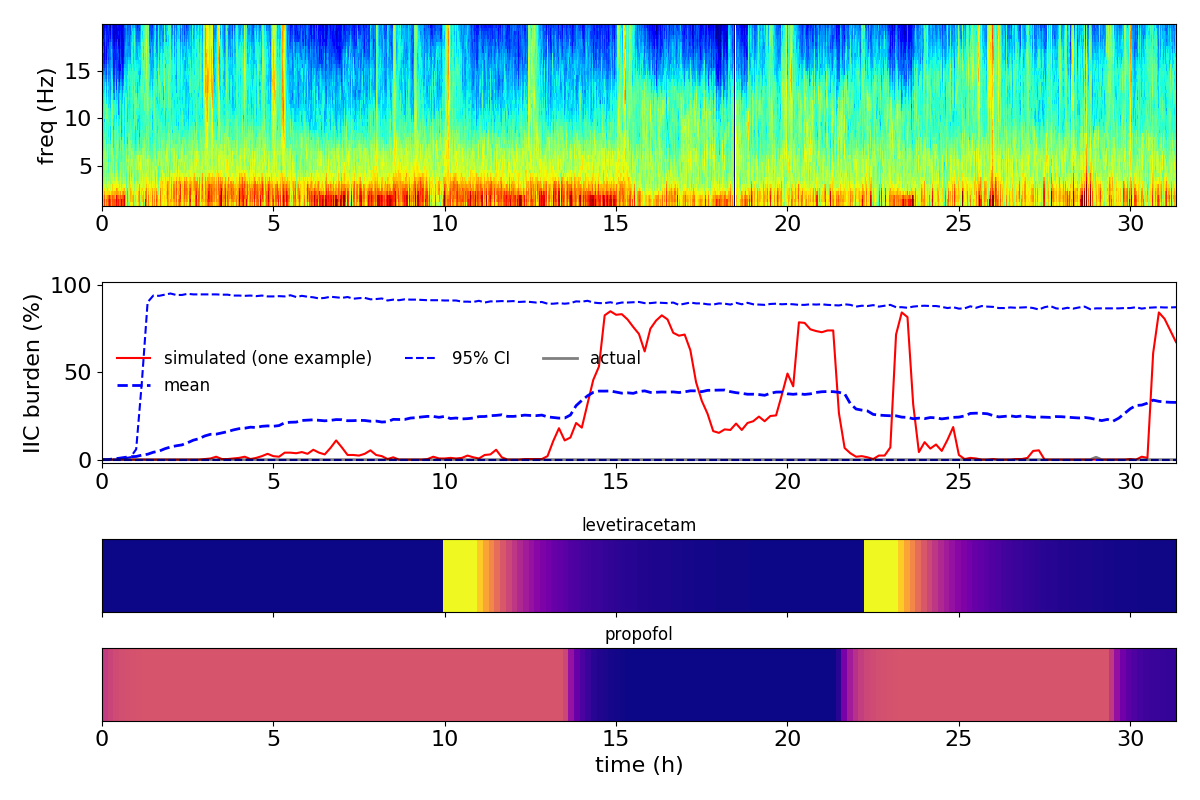 freq (Hz)
15
10
5
0 5 10 15 20 25 30
IIC burden (%)
100
50
0
simulated (one example) 95% CI actual
mean
0 5 10 15 20 25 30
levetiracetam
propofol
0 5 10 15 20 25 30
time (h)